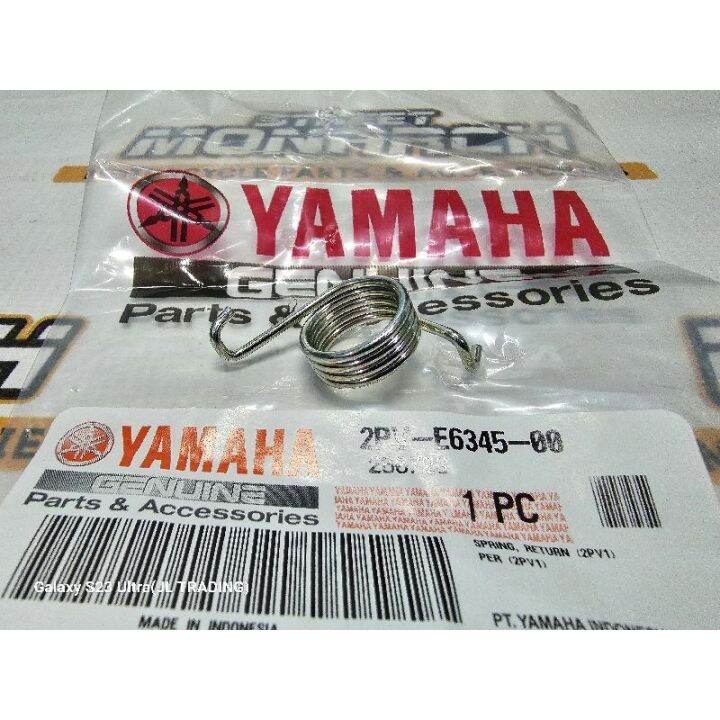 STREET
MONARCH
MOTORCYCLE PARTS & ACCESSORIES
YAMAHA
GENUINE
Parts & Accessories
YAMAHA
GENUINE
Parts & Accessories
2PV-E6345-00
1 PC
SPRING, RETURN (2PV1)
PER (2PV1)
Galaxy S23 Ultra(JL TRADING)
MADE IN INDONESIA
PT. YAMAHA INDONE